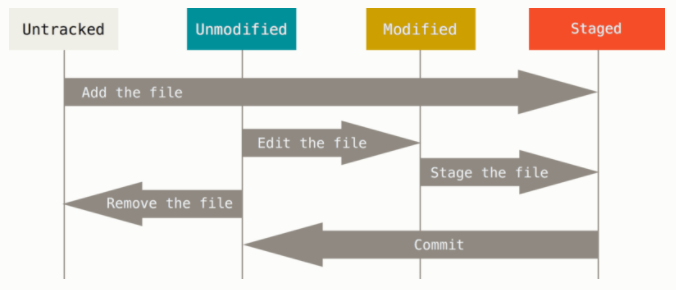 Untracked
Unmodified
Modified
Staged
Add the file
Edit the file
Stage the file
Remove the file
Commit